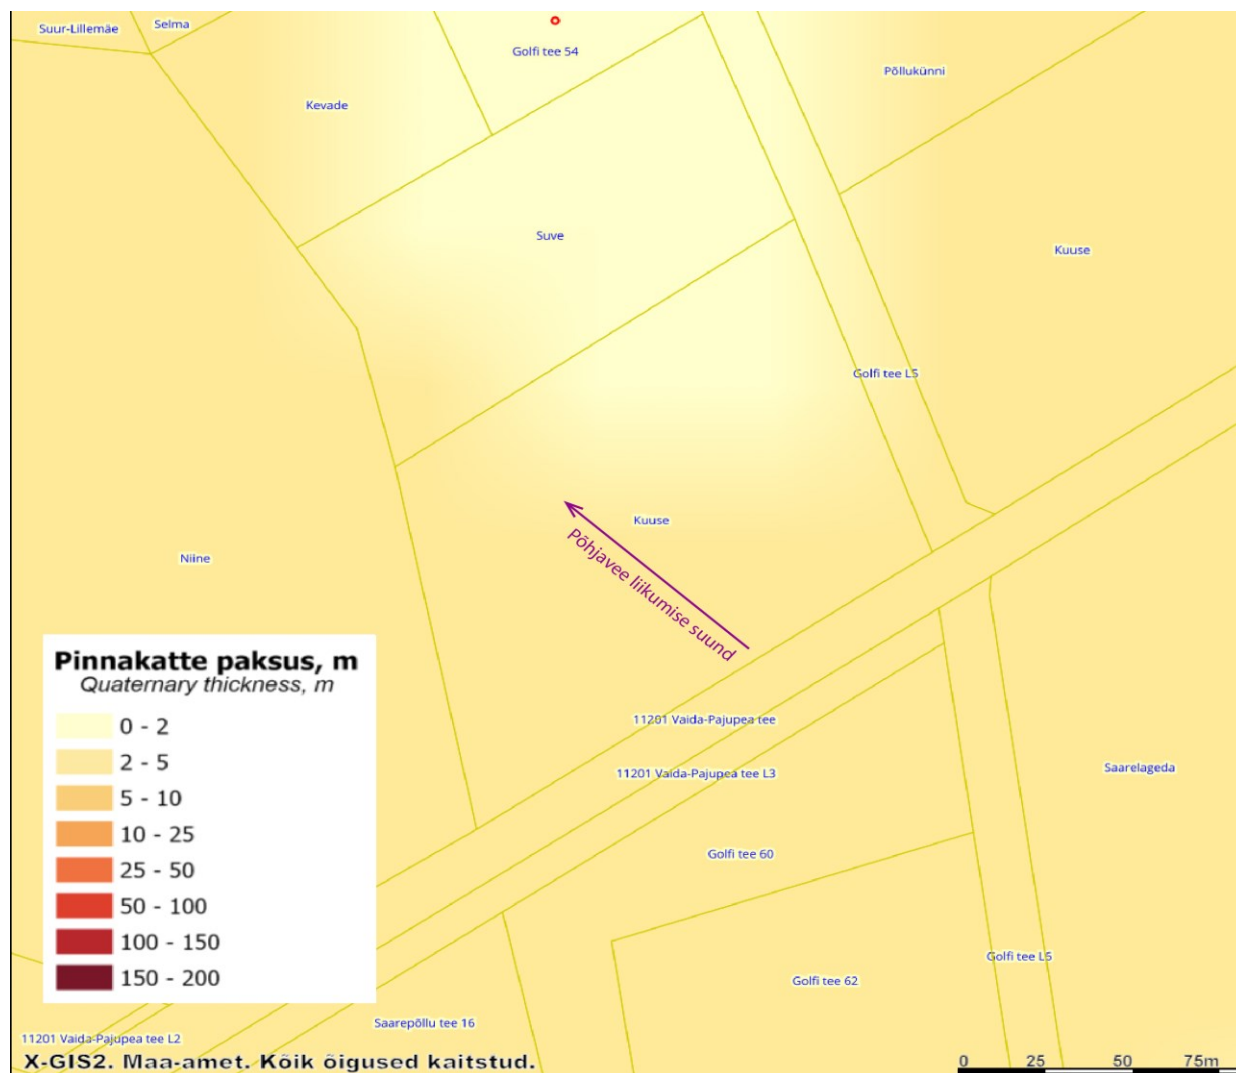 Suur-Lillemäe
Selma
Golfi tee 54
Põllukünni
Kevade
Suve
Kuuse
Golfi tee L5
Kuuse
Põhjavee liikumise suund
Niine
Pinnakatte paksus, m
Quaternary thickness, m
0 - 2
2 - 5
5 - 10
10 - 25
25 - 50
50 - 100
100 - 150
150 - 200
11201 Vaida-Pajupea tee
11201 Vaida-Pajupea tee L3
Saarelageda
Golfi tee 60
Golfi tee L6
Golfi tee 62
Saarepõllu tee 16
11201 Vaida-Pajupea tee L2
X-GIS2. Maa-amet. Kõik õigused kaitstud.
0 25 50 75m